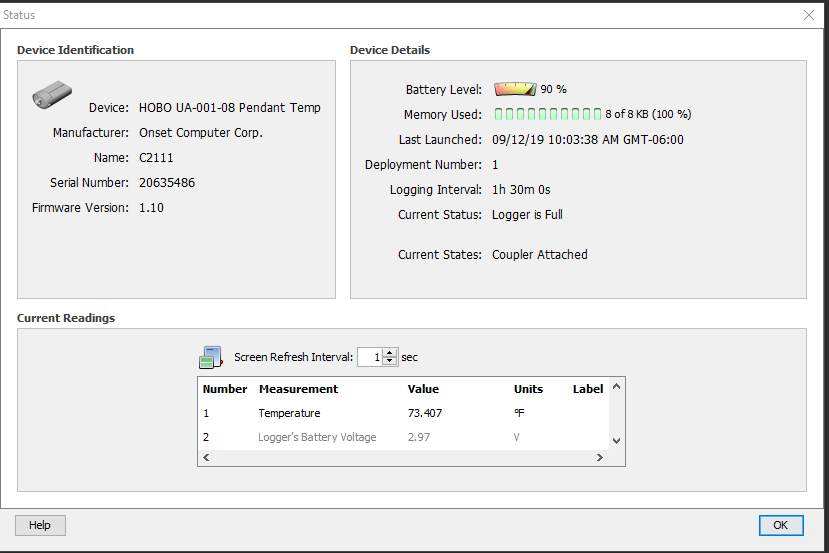 Status
Device Identification
Device: HOBO UA-001-08 Pendant Temp
Manufacturer: Onset Computer Corp.
Name: C2111
Serial Number: 20635486
Firmware Version: 1.10
Device Details
Battery Level: 90 %
Memory Used: 8 of 8 KB (100 %)
Last Launched: 09/12/19 10:03:38 AM GMT-06:00
Deployment Number: 1
Logging Interval: 1h 30m 0s
Current Status: Logger is Full
Current States: Coupler Attached
Current Readings
Screen Refresh Interval: 1 sec
Number Measurement Value Units Label
1 Temperature 73.407 °F
2 Logger's Battery Voltage 2.97 V
Help OK